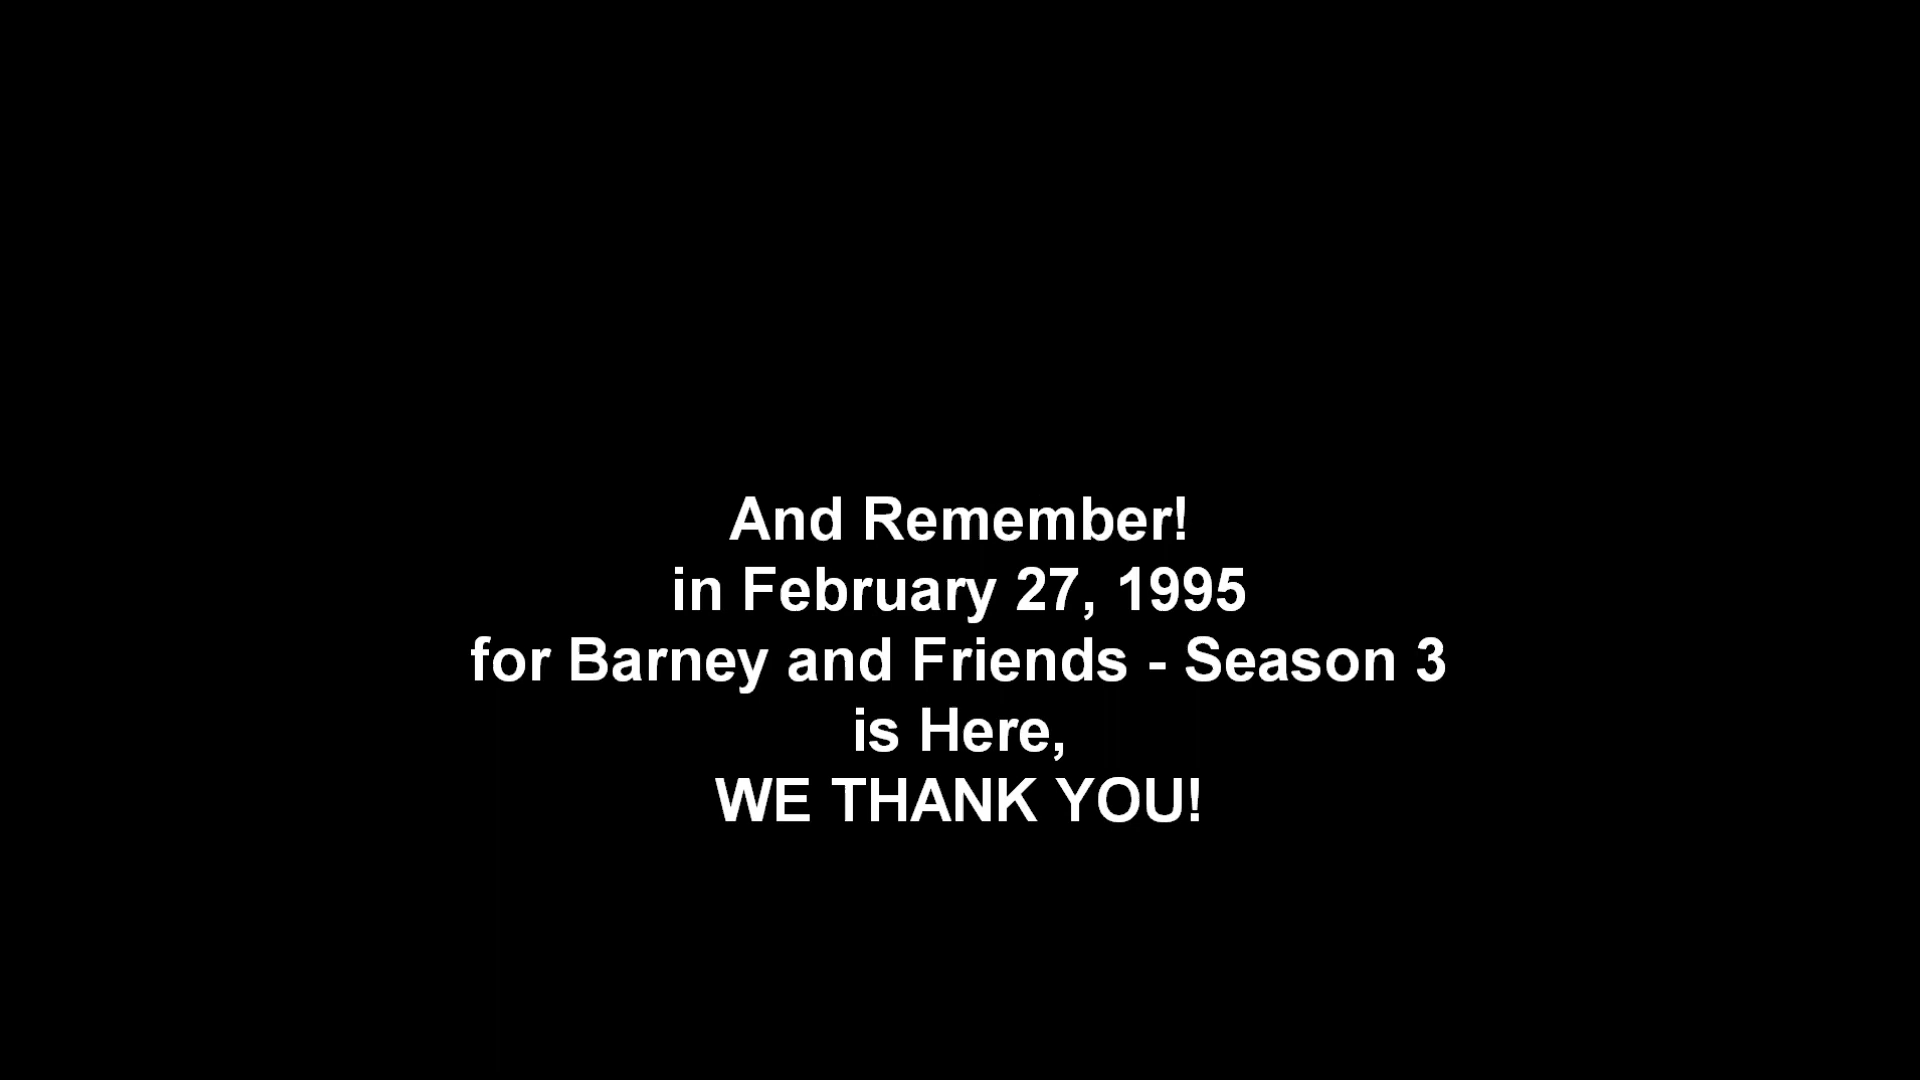 And Remember!
in February 27, 1995
for Barney and Friends - Season 3
is Here,
WE THANK YOU!